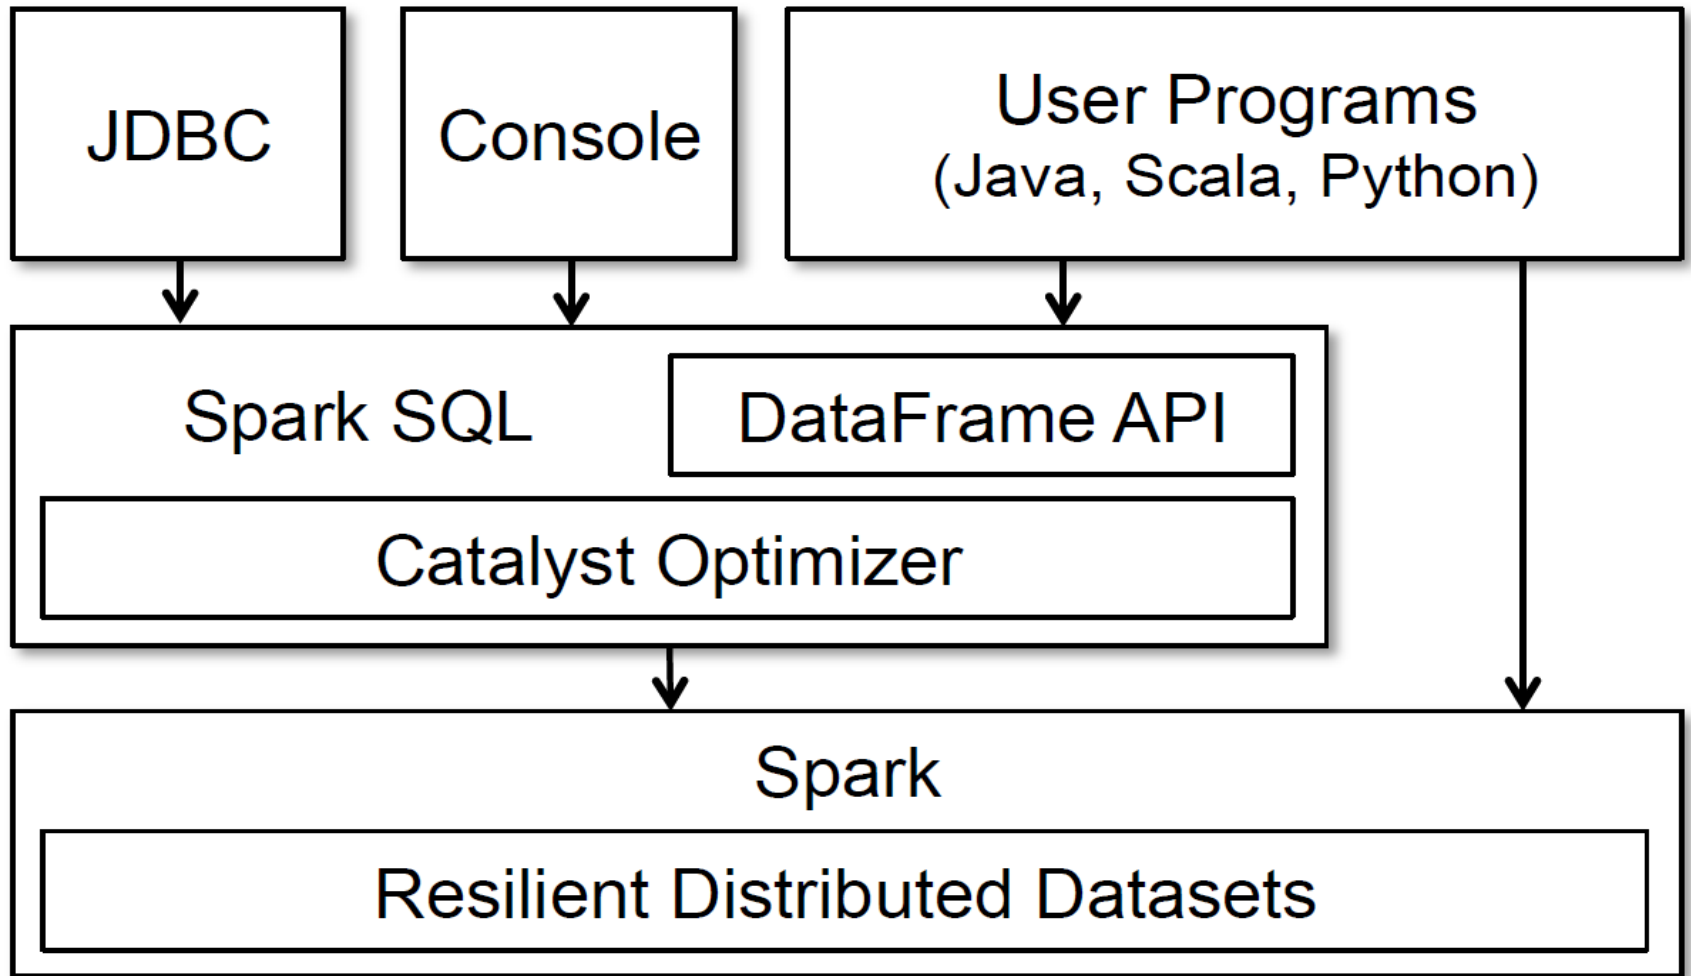 JDBC
Console
User Programs
(Java, Scala, Python)
Spark SQL
DataFrame API
Catalyst Optimizer
Spark
Resilient Distributed Datasets